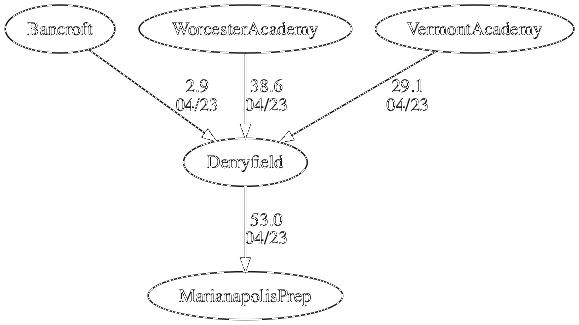 Bancroft
WorcesterAcademy
VermontAcademy
2.9
04/23
38.6
04/23
29.1
04/23
Derryfield
53.0
04/23
MarianapolisPrep